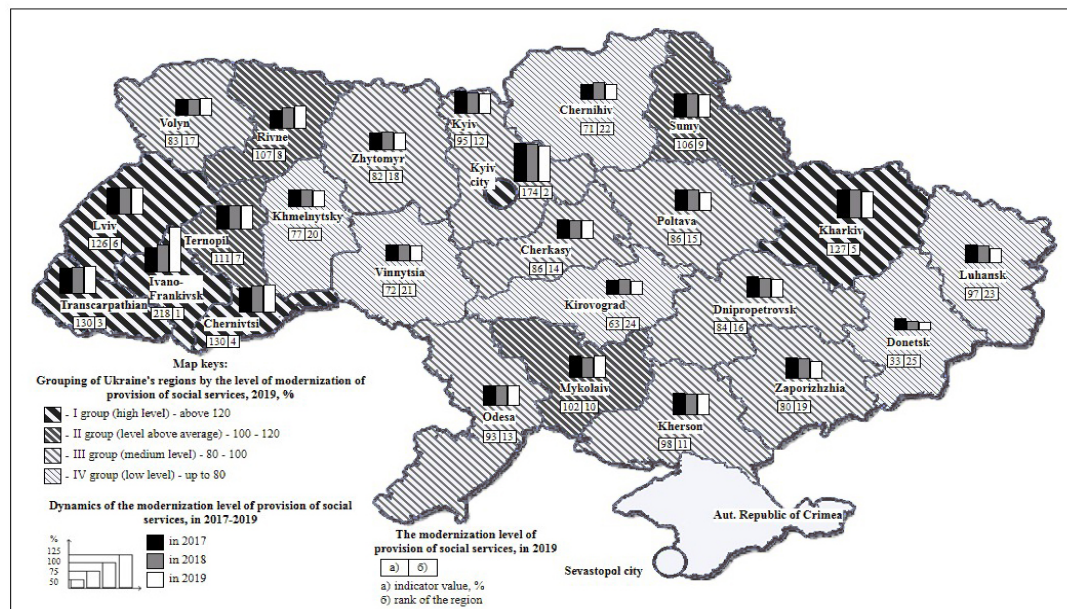 Volyn
83 17
Rivne
107 8
Zhytomyr
82 18
Kyiv
95 12
Kyiv
city
174 2
Chernihiv
71 22
Sumy
106 9
Lviv
126 6
Ternopil
111 7
Khmelnytsky
77 20
Vinnytsia
72 21
Cherkasy
86 14
Poltava
86 15
Kharkiv
127 5
Luhansk
97 23
Transcarpathian
130 3
Ivano-
Frankivsk
218 1
Chernivtsi
130 4
Kirovograd
63 24
Dnipropetrovsk
84 16
Donetsk
33 25
Zaporizhzhia
80 19
Mykolaiv
102 10
Odesa
93 13
Kherson
98 11
Aut. Republic of Crimea
Sevastopol city
Map keys:
Grouping of Ukraine's regions by the level of modernization of
provision of social services, 2019, %
- I group (high level) - above 120
- II group (level above average) - 100 - 120
- III group (medium level) - 80 - 100
- IV group (low level) - up to 80
Dynamics of the modernization level of provision of social
services, in 2017-2019
%
125
100
75
50
in 2017
in 2018
in 2019
The modernization level of
provision of social services, in 2019
а) б)
а) indicator value, %
б) rank of the region